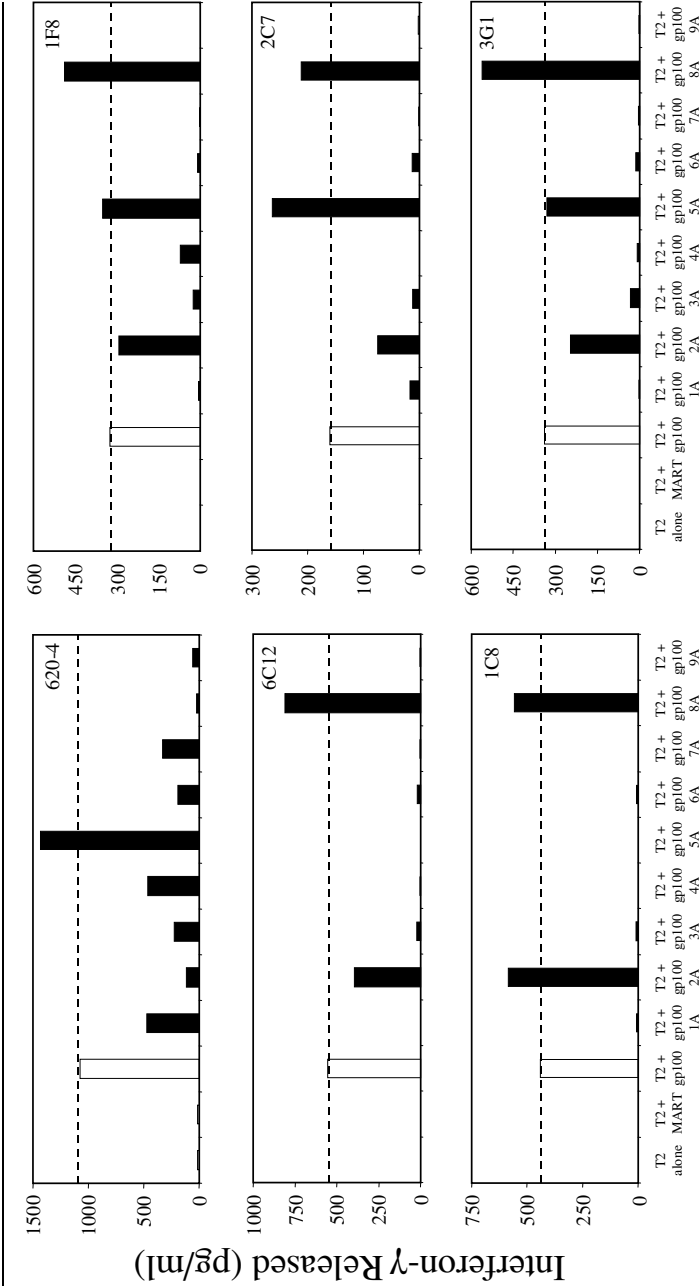 Interferon-γ Released (pg/ml)
620-4
1500
1000
500
0
1F8
600
450
300
150
0
6C12
1000
750
500
250
0
2C7
300
200
100
0
1C8
750
500
250
0
T2 alone
T2 + MART
T2 + gp100
T2 + gp100 1A
T2 + gp100 2A
T2 + gp100 3A
T2 + gp100 4A
T2 + gp100 5A
T2 + gp100 6A
T2 + gp100 7A
T2 + gp100 8A
T2 + gp100 9A
3G1
600
450
300
150
0
T2 alone
T2 + MART
T2 + gp100
T2 + gp100 1A
T2 + gp100 2A
T2 + gp100 3A
T2 + gp100 4A
T2 + gp100 5A
T2 + gp100 6A
T2 + gp100 7A
T2 + gp100 8A
T2 + gp100 9A